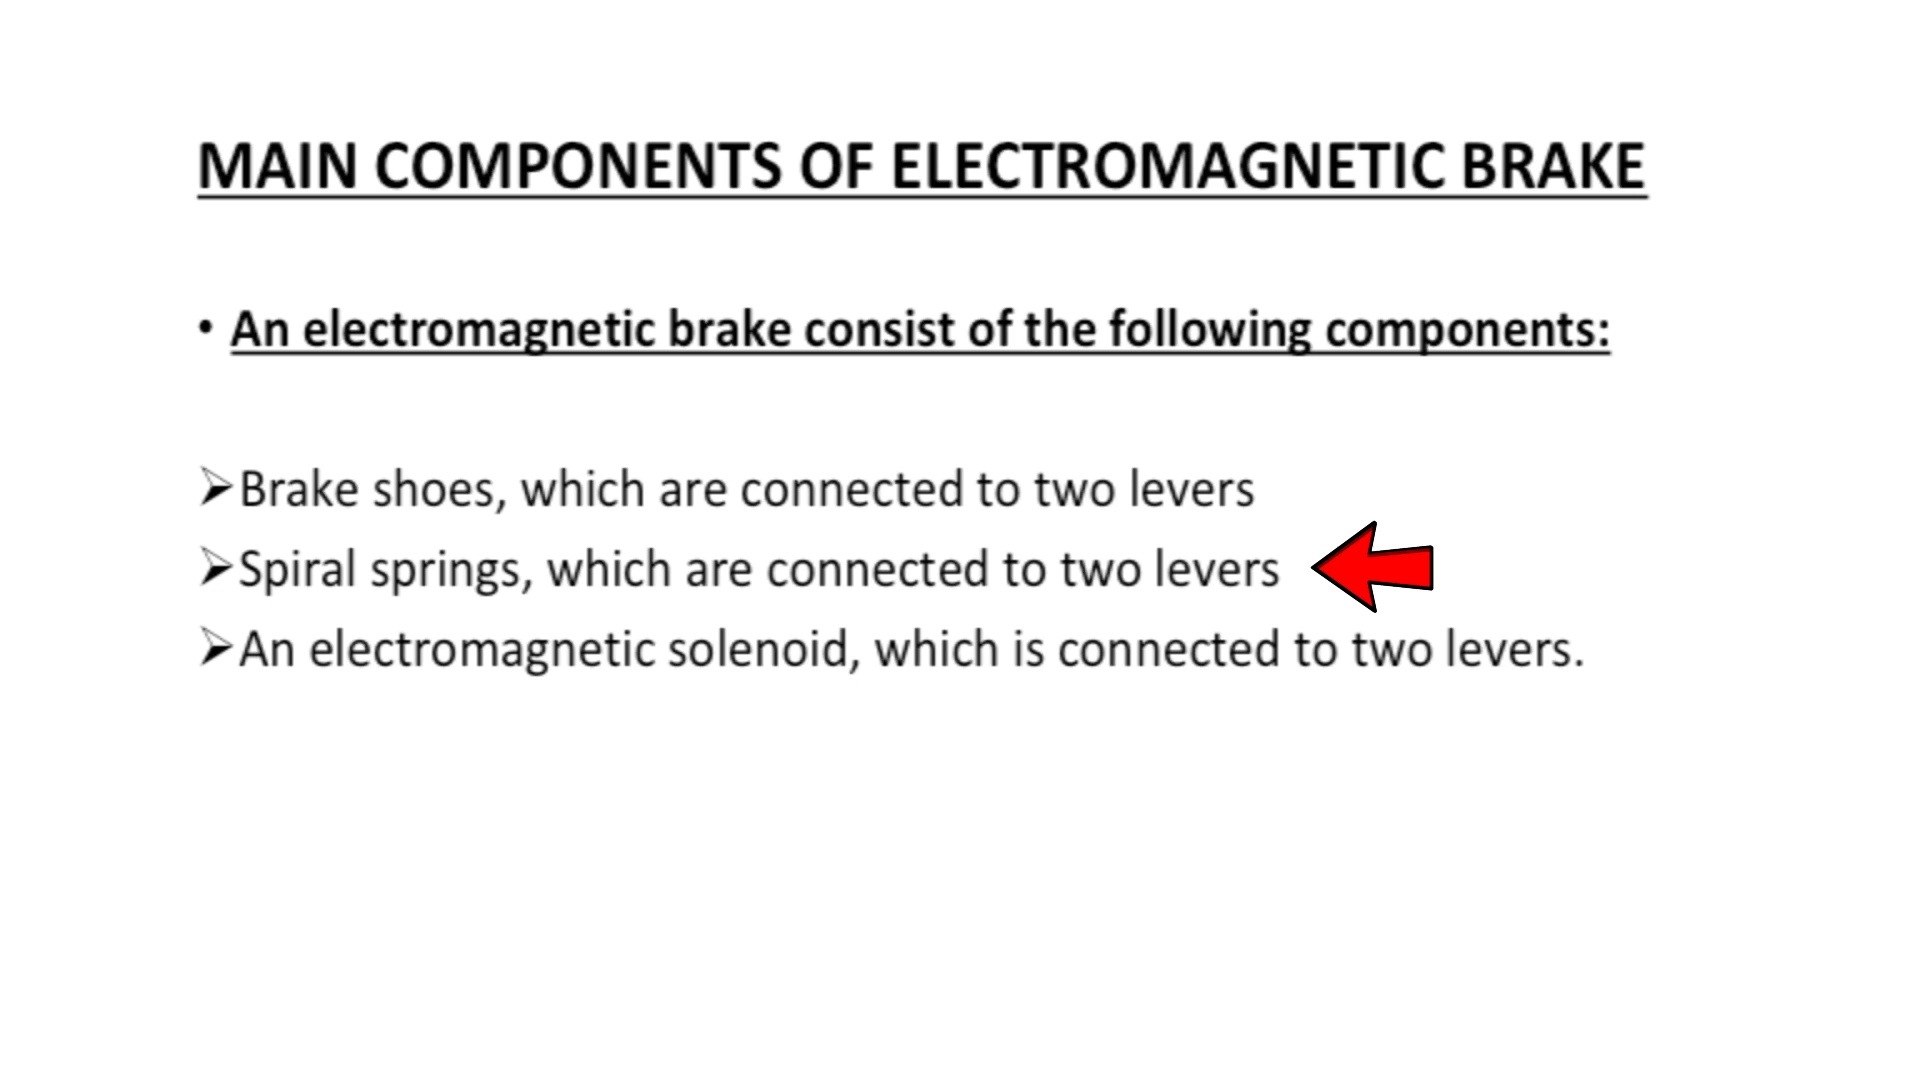 MAIN COMPONENTS OF ELECTROMAGNETIC BRAKE
• An electromagnetic brake consist of the following components:
➢Brake shoes, which are connected to two levers
➢Spiral springs, which are connected to two levers
➢An electromagnetic solenoid, which is connected to two levers.